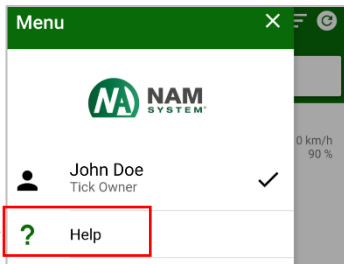 Menu
NAM
SYSTEM
John Doe
Tick Owner
? Help
0 km/h
90 %